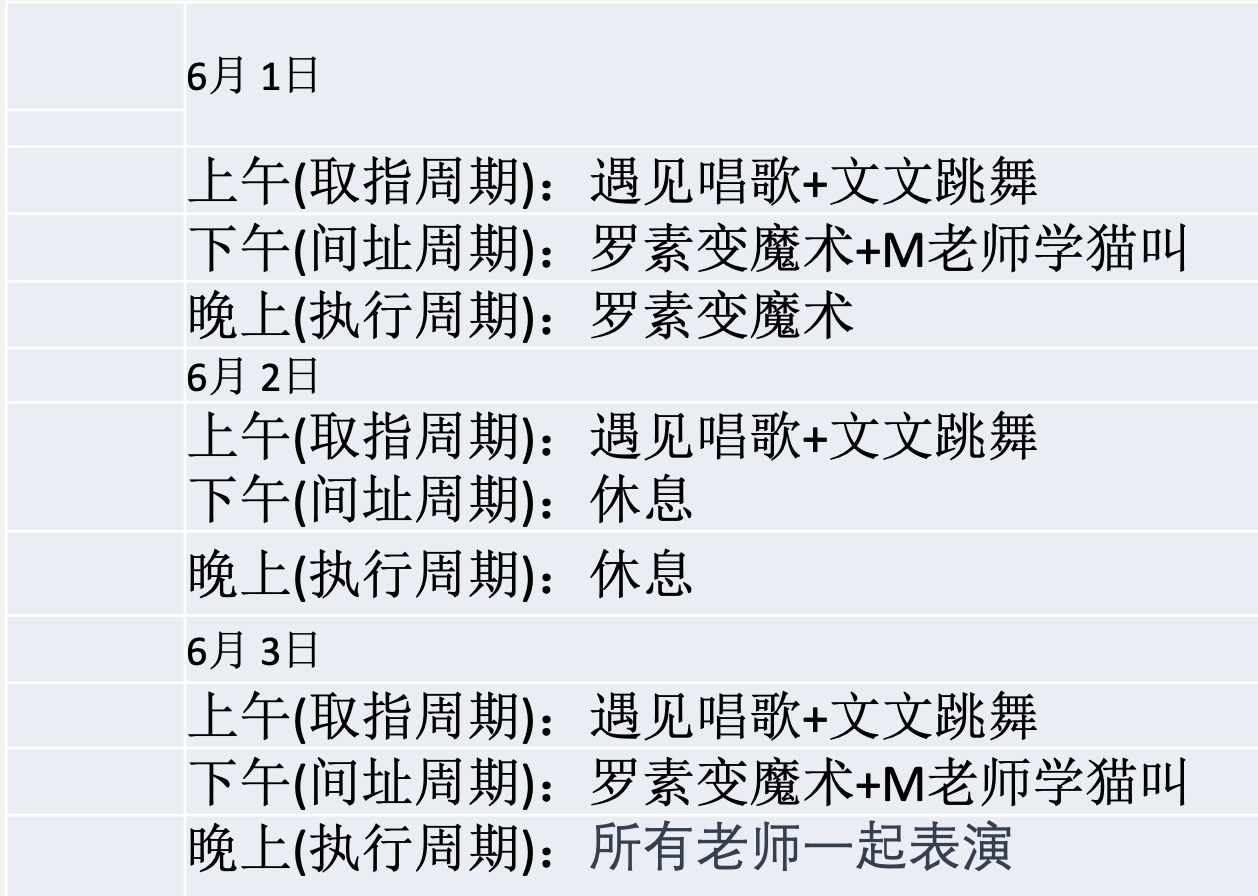 6月 1日
上午(取指周期)：遇见唱歌+文文跳舞
下午(间址周期)：罗素变魔术+M老师学猫叫
晚上(执行周期)：罗素变魔术
6月 2日
上午(取指周期)：遇见唱歌+文文跳舞
下午(间址周期)：休息
晚上(执行周期)：休息
6月 3日
上午(取指周期)：遇见唱歌+文文跳舞
下午(间址周期)：罗素变魔术+M老师学猫叫
晚上(执行周期)：所有老师一起表演